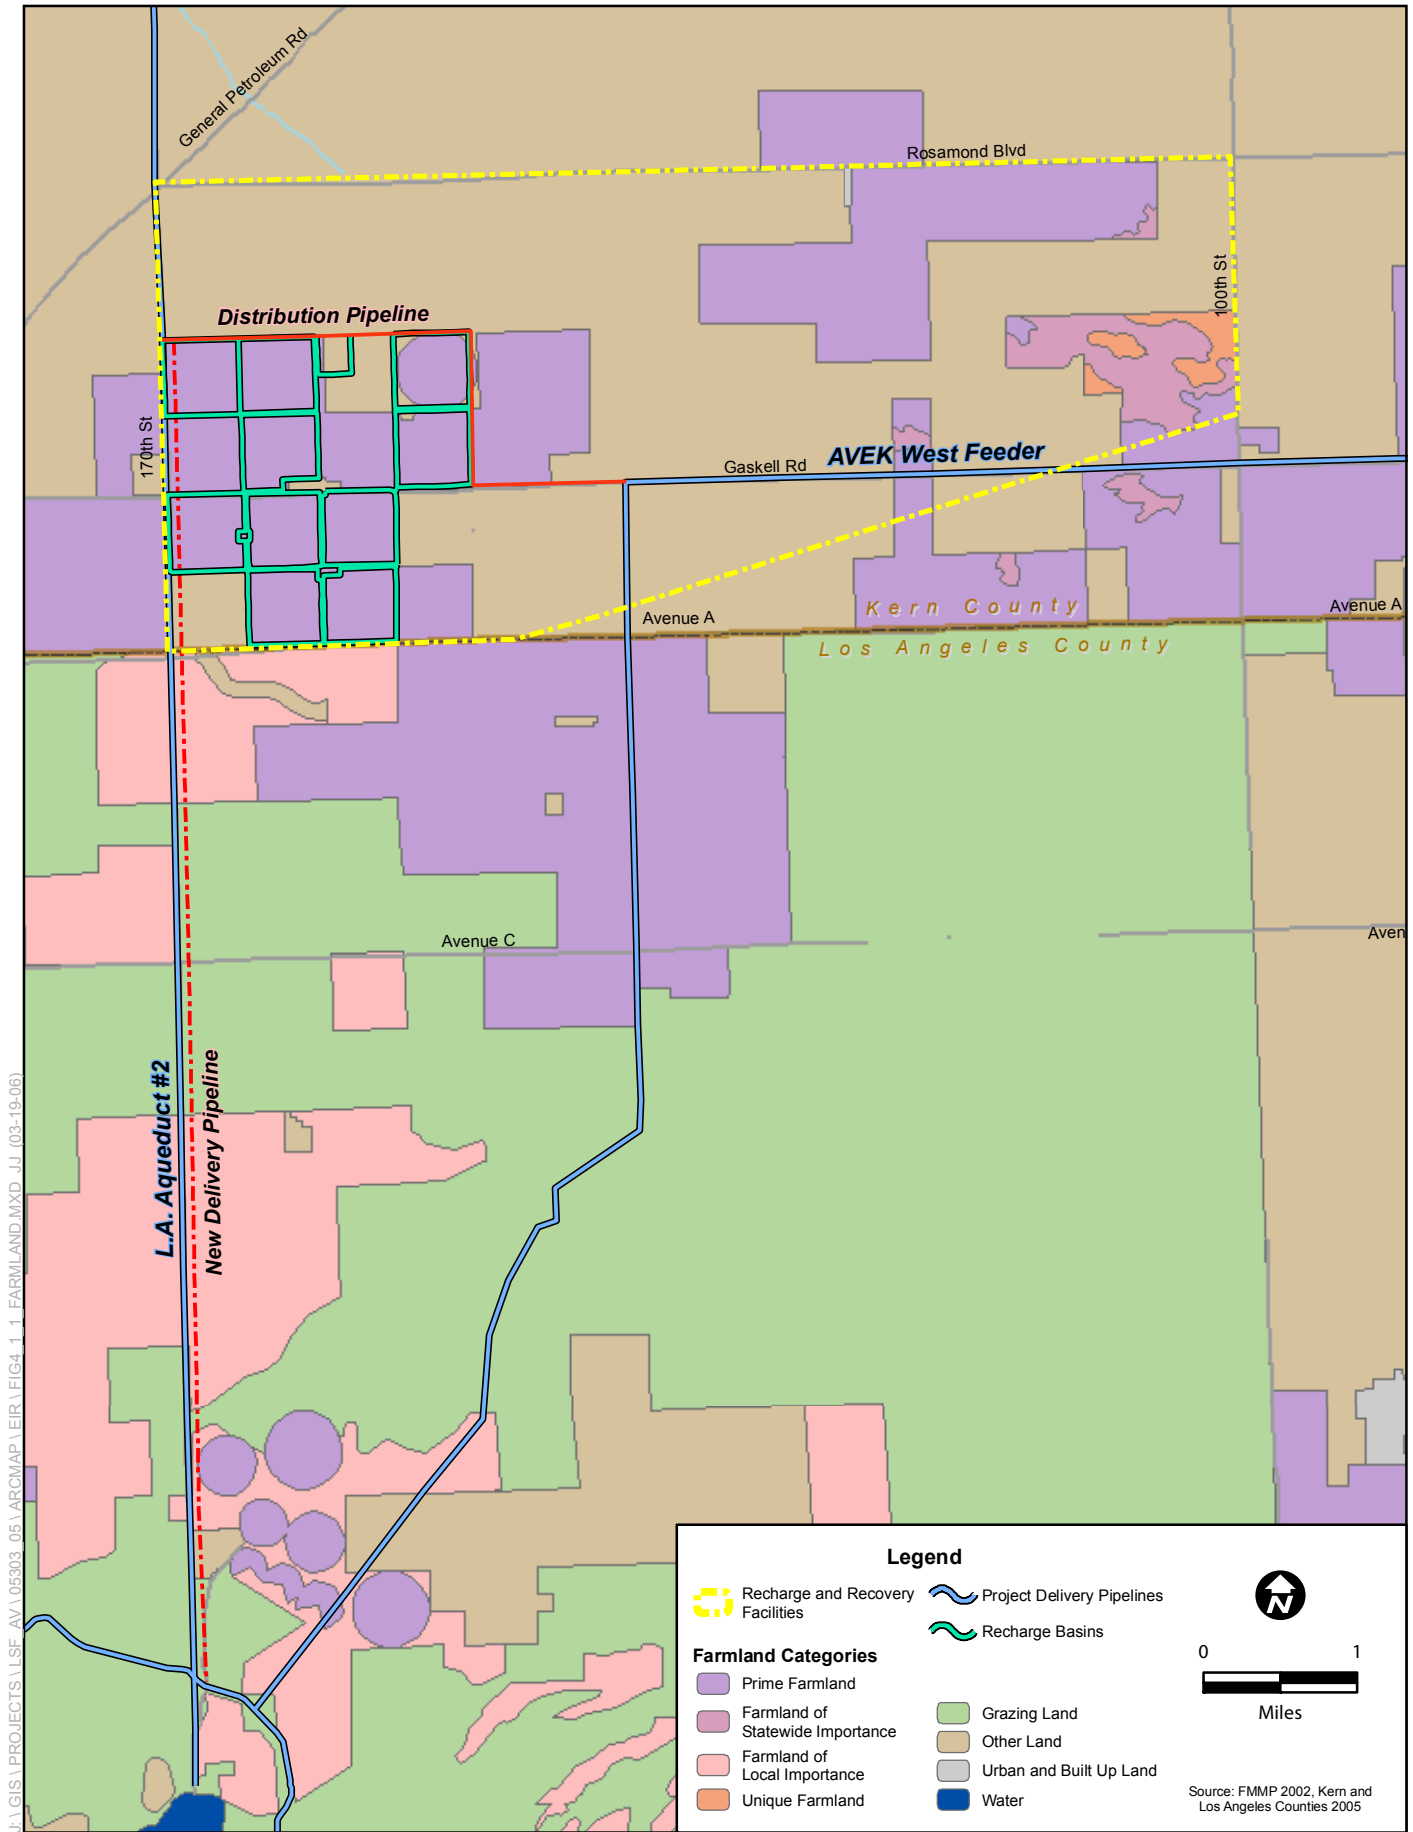 General Petroleum Rd
Rosamond Blvd
100th St
Distribution Pipeline
170th St
AVEK West Feeder
Gaskell Rd
Kern County
Avenue A
Avenue A
Los Angeles County
Avenue C
Aven
L.A. Aqueduct #2
New Delivery Pipeline
J: \ GIS \ PROJECTS \ LSF_AV \ 05303_05 \ ARCMAP \ EIR \ FIG4_1_1_FARMLAND.MXD JJ (03-19-06)
Legend
Recharge and Recovery
Facilities
Project Delivery Pipelines
Recharge Basins
Farmland Categories
Prime Farmland
Farmland of
Statewide Importance
Farmland of
Local Importance
Unique Farmland
Grazing Land
Other Land
Urban and Built Up Land
Water
N
0 1
Miles
Source: FMMP 2002, Kern and
Los Angeles Counties 2005